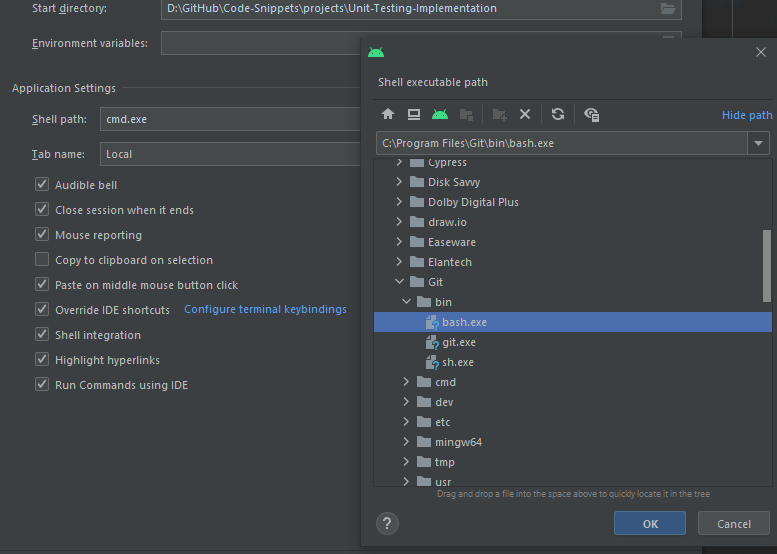 Start directory:
D:\GitHub\Code-Snippets\projects\Unit-Testing-Implementation
Environment variables:
Application Settings
Shell path:
cmd.exe
Tab name:
Local
Audible bell
Close session when it ends
Mouse reporting
Copy to clipboard on selection
Paste on middle mouse button click
Override IDE shortcuts
Configure terminal keybindings
Shell integration
Highlight hyperlinks
Run Commands using IDE
Shell executable path
Hide path
C:\Program Files\Git\bin\bash.exe
Cypress
Disk Savvy
Dolby Digital Plus
draw.io
Easeware
Elantech
Git
bin
bash.exe
git.exe
sh.exe
cmd
dev
etc
mingw64
tmp
usr
Drag and drop a file into the space above to quickly locate it in the tree
?
OK
Cancel